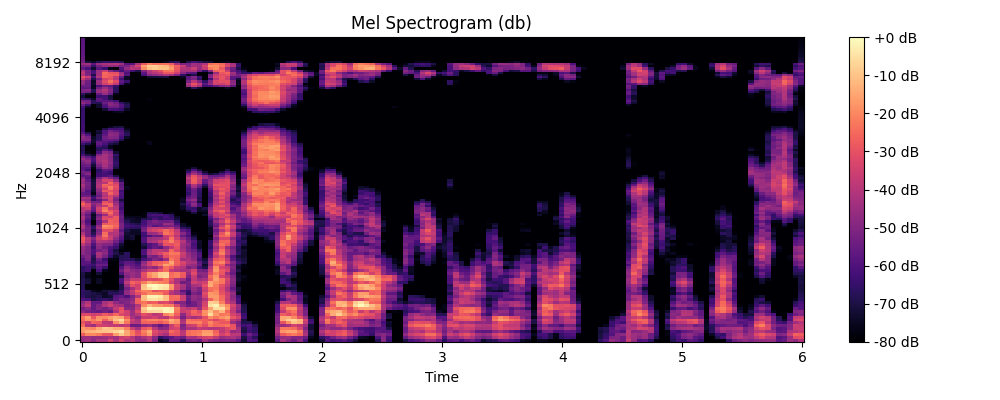 Mel Spectrogram (db)
Hz
8192
4096
2048
1024
512
0
0 1 2 3 4 5 6
Time
+0 dB
-10 dB
-20 dB
-30 dB
-40 dB
-50 dB
-60 dB
-70 dB
-80 dB